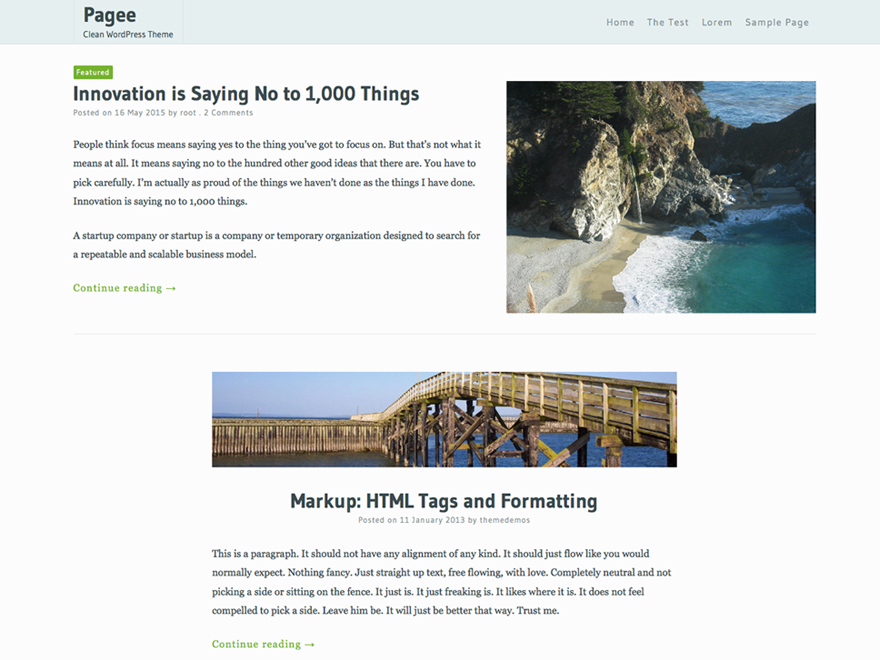 Pagee
Clean WordPress Theme
Home The Test Lorem Sample Page
Featured
Innovation is Saying No to 1,000 Things
Posted on 16 May 2015 by root . 2 Comments
People think focus means saying yes to the thing you've got to focus on. But that's not what it
means at all. It means saying no to the hundred other good ideas that there are. You have to
pick carefully. I'm actually as proud of the things we haven't done as the things I have done.
Innovation is saying no to 1,000 things.
A startup company or startup is a company or temporary organization designed to search for
a repeatable and scalable business model.
Continue reading →
Markup: HTML Tags and Formatting
Posted on 11 January 2013 by themedemos
This is a paragraph. It should not have any alignment of any kind. It should just flow like you would
normally expect. Nothing fancy. Just straight up text, free flowing, with love. Completely neutral and not
picking a side or sitting on the fence. It just is. It just freaking is. It likes where it is. It does not feel
compelled to pick a side. Leave him be. It will just be better that way. Trust me.
Continue reading →